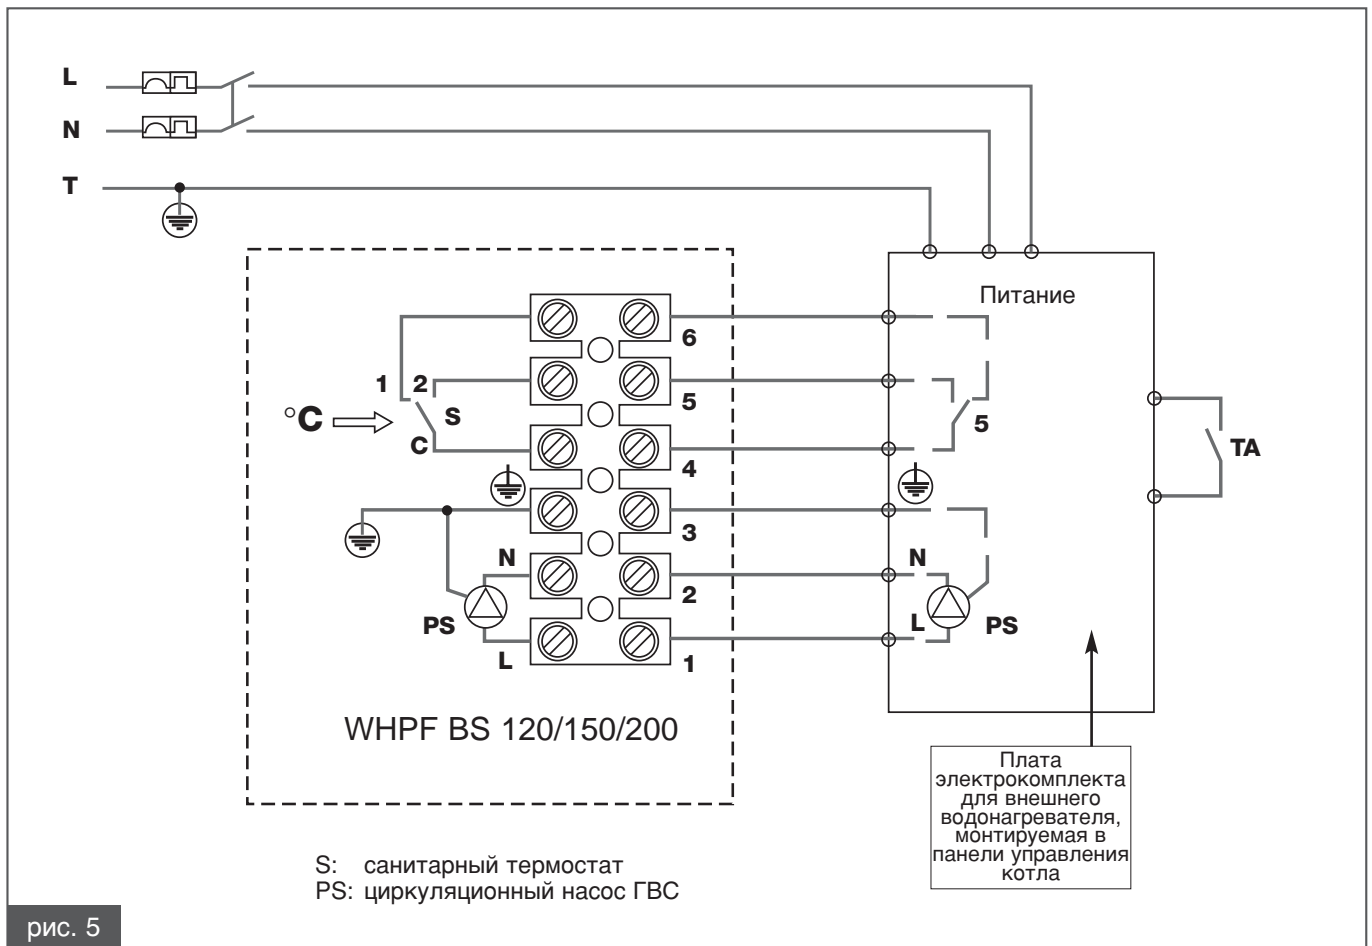 L
N
T
Питание
6
1 2
5
S
5
°C
C
4
TA
3
N
N
2
PS
L
PS
L
1
WHPF BS 120/150/200
Плата
электрокомплекта
для внешнего
водонагревателя,
монтируемая в
панели управления
котла
S: санитарный термостат
PS: циркуляционный насос ГВС
рис. 5